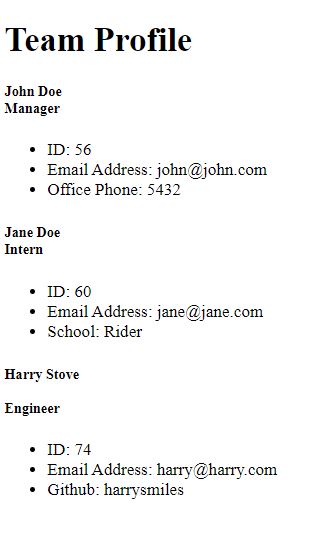 Team Profile
John Doe
Manager
ID: 56
Email Address: john@john.com
Office Phone: 5432
Jane Doe
Intern
ID: 60
Email Address: jane@jane.com
School: Rider
Harry Stove
Engineer
ID: 74
Email Address: harry@harry.com
Github: harrysmiles